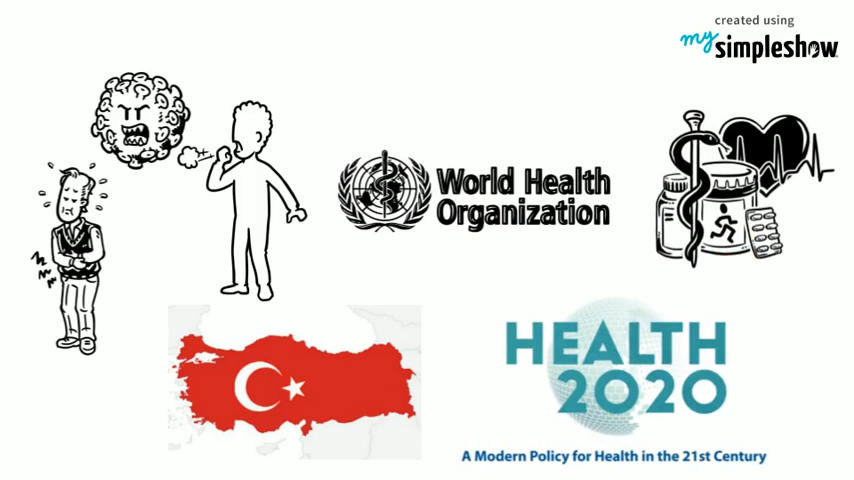 created using
my simpleshow
World Health
Organization
HEALTH
2020
A Modern Policy for Health in the 21st Century